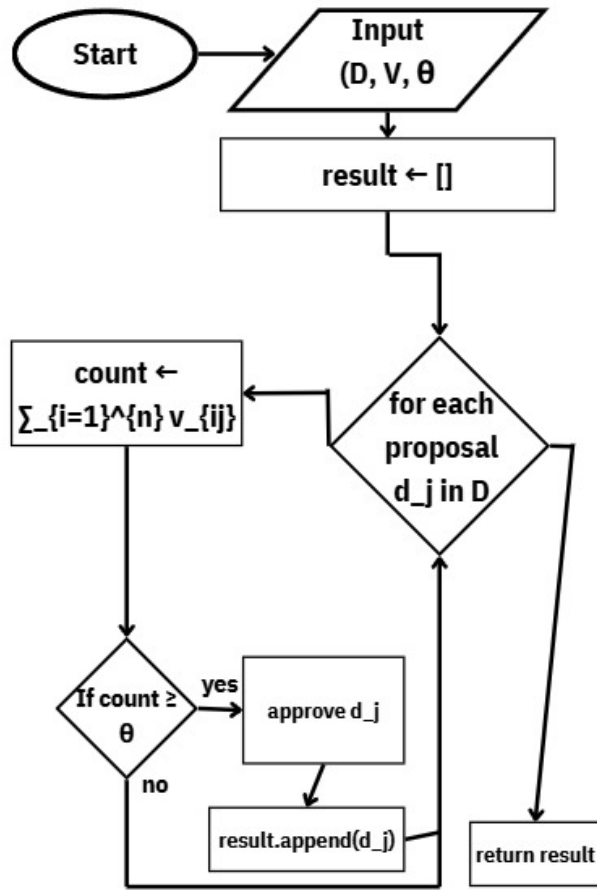 Start
Input
(D, V, θ
result ← []
for each
proposal
d_j in D
count ←
∑_{i=1}^{n} v_{ij}
If count ≥
θ
yes
no
approve d_j
result.append(d_j)
return result